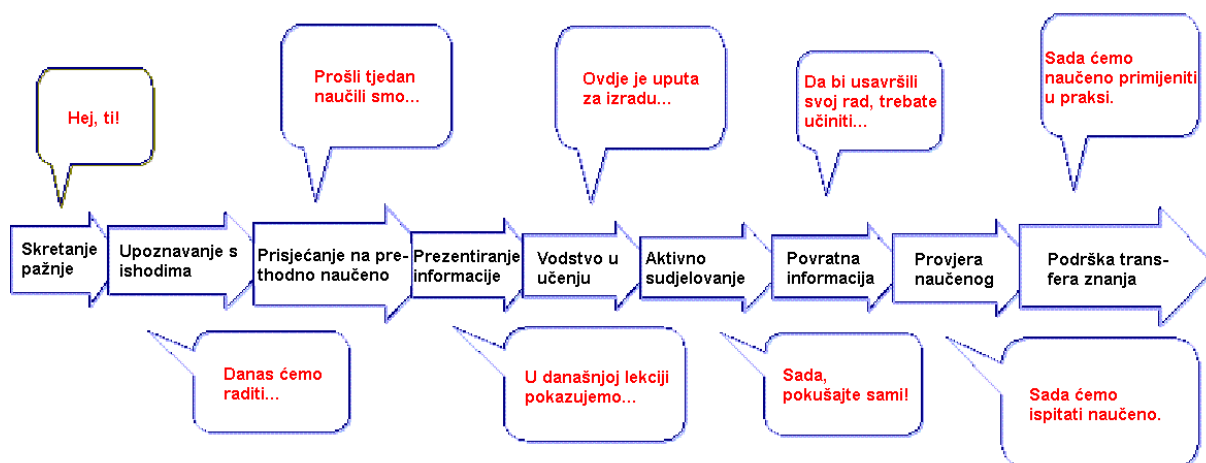 Hej, ti!
Prošli tjedan
naučili smo...
Ovdje je uputa
za izradu...
Da bi usavršili
svoj rad, trebate
učiniti...
Sada ćemo
naučeno primijeniti
u praksi.
Skretanje
pažnje
Upoznavanje s
ishodima
Prisjećanje na pre-
thodno naučeno
Prezentiranje
informacije
Vodstvo u
učenju
Aktivno
sudjelovanje
Povratna
informacija
Provjera
naučenog
Podrška trans-
fera znanja
Danas ćemo
raditi...
U današnjoj lekciji
pokazujemo...
Sada,
pokušajte sami!
Sada ćemo
ispitati naučeno.